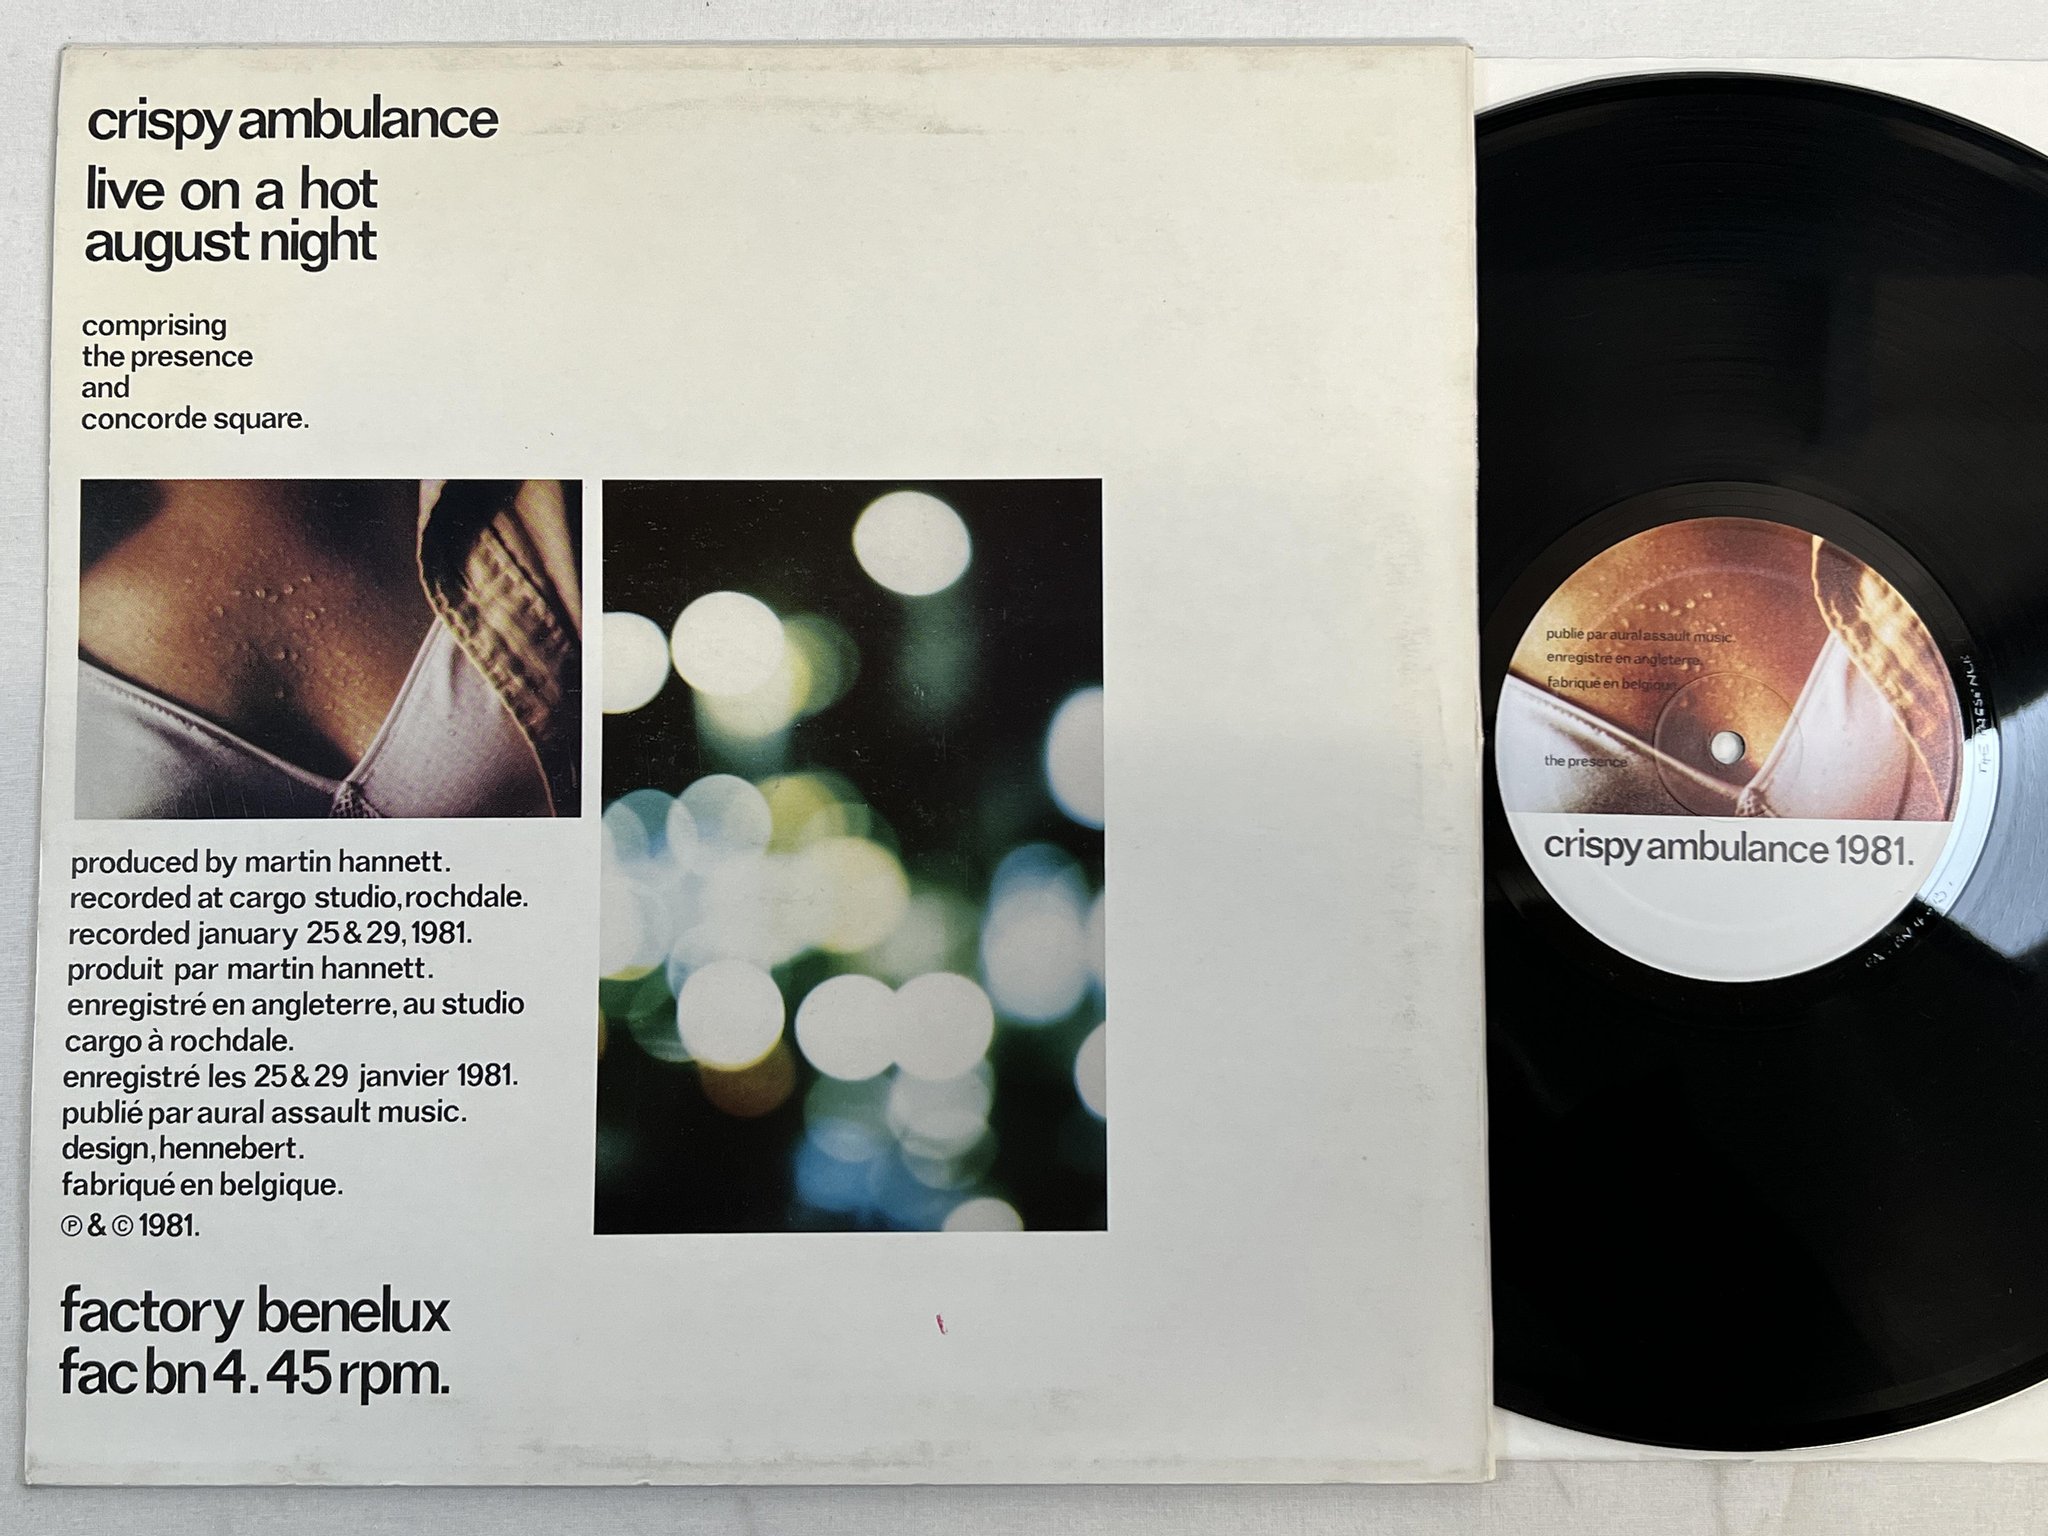 crispy ambulance
live on a hot
august night
comprising
the presence
and
concorde square.
produced by martin hannett.
recorded at cargo studio, rochdale.
recorded january 25 & 29, 1981.
produit par martin hannett.
enregistré en angleterre, au studio
cargo à rochdale.
enregistré les 25 & 29 janvier 1981.
publié par aural assault music.
design, hennebert.
fabriqué en belgique.
℗ & © 1981.
factory benelux
fac bn 4. 45 rpm.
publié par aural assault music.
enregistré en angleterre.
fabriqué en belgique.
the presence
crispy ambulance 1981.